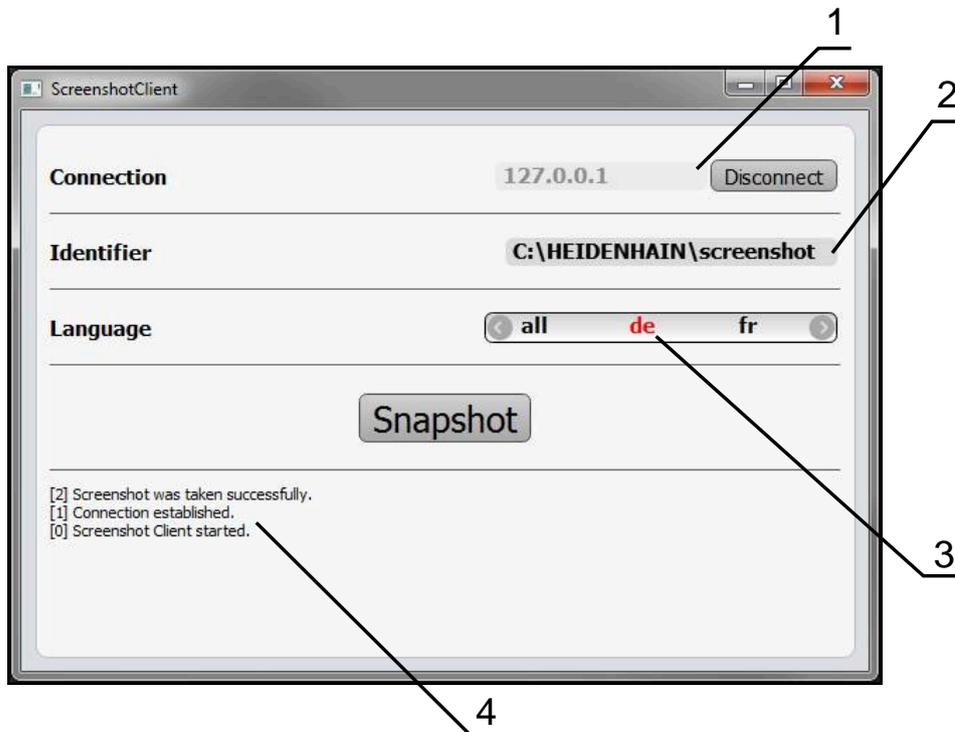 1
ScreenshotClient
2
Connection 127.0.0.1 Disconnect
Identifier C:\HEIDENHAIN\screenshot
Language all de fr
Snapshot
[2] Screenshot was taken successfully.
[1] Connection established.
[0] Screenshot Client started.
3
4